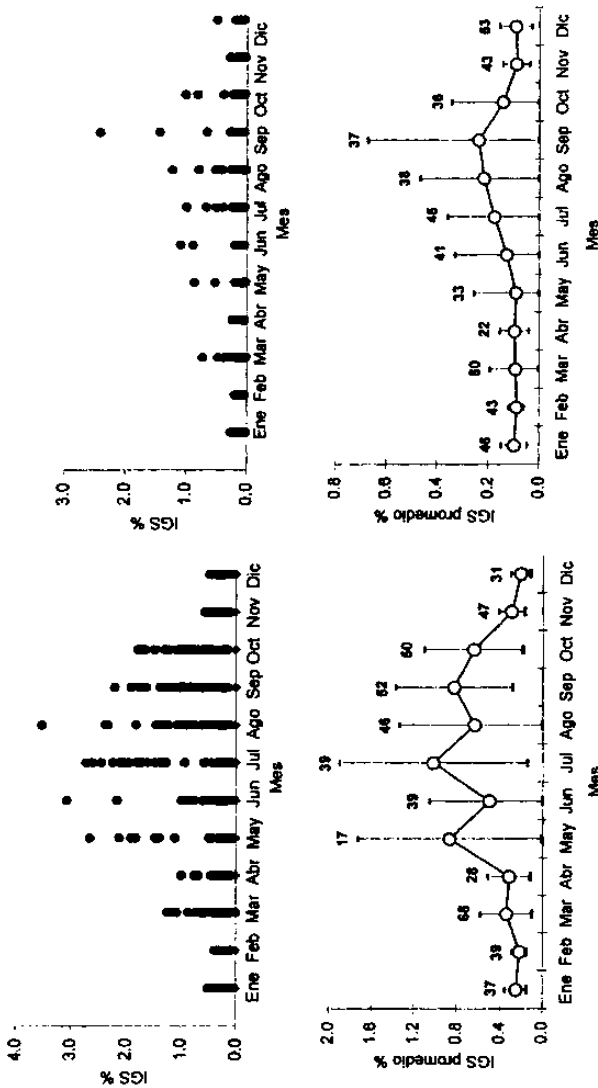 4.0
3.0
2.0
1.0
0.0
IGS %
Ene Feb Mar Abr May Jun Jul Ago Sep Oct Nov Dic
Mes
3.0
2.0
1.0
0.0
IGS %
Ene Feb Mar Abr May Jun Jul Ago Sep Oct Nov Dic
Mes
2.0
1.6
1.2
0.8
0.4
0.0
IGS promedio %
37 39 68 28 17 39 39 46 62 60 47 31
Ene Feb Mar Abr May Jun Jul Ago Sep Oct Nov Dic
Mes
0.8
0.6
0.4
0.2
0.0
IGS promedio %
46 43 60 22 33 41 45 38 37 36 43 53
Ene Feb Mar Abr May Jun Jul Ago Sep Oct Nov Dic
Mes